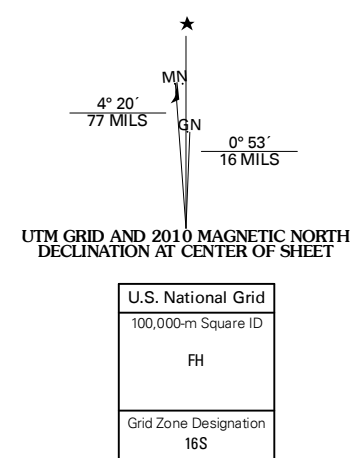 MN
4° 20´
77 MILS
GN
0° 53´
16 MILS
UTM GRID AND 2010 MAGNETIC NORTH
DECLINATION AT CENTER OF SHEET
U.S. National Grid
100,000-m Square ID
FH
Grid Zone Designation
16S